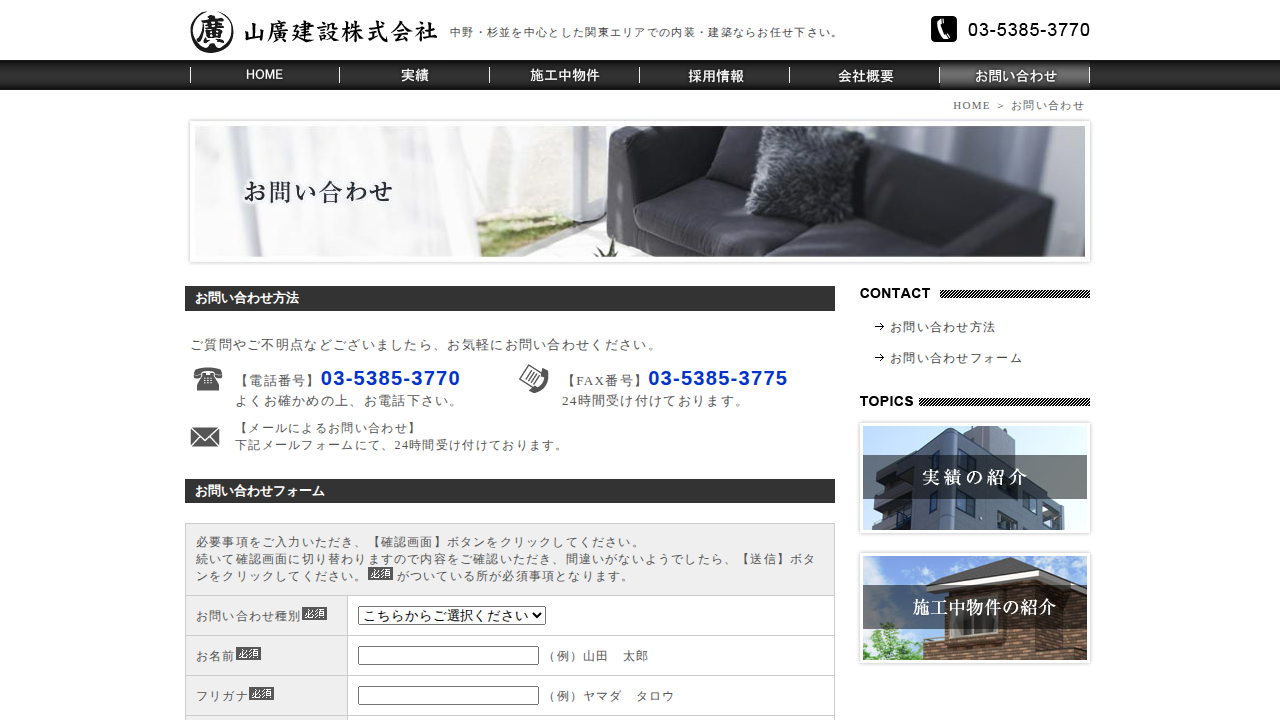 廣 山廣建設株式会社
中野・杉並を中心とした関東エリアでの内装・建築ならお任せ下さい。
03-5385-3770
HOME 実績 施工中物件 採用情報 会社概要 お問い合わせ
HOME ＞ お問い合わせ
お問い合わせ
お問い合わせ方法
ご質問やご不明点などございましたら、お気軽にお問い合わせください。
【電話番号】03-5385-3770
よくお確かめの上、お電話下さい。
【FAX番号】03-5385-3775
24時間受け付けております。
【メールによるお問い合わせ】
下記メールフォームにて、24時間受け付けております。
お問い合わせフォーム
必要事項をご入力いただき、【確認画面】ボタンをクリックしてください。
続いて確認画面に切り替わりますので内容をご確認いただき、間違いがないようでしたら、【送信】ボタ
ンをクリックしてください。必須 がついている所が必須事項となります。
お問い合わせ種別必須 こちらからご選択ください
お名前必須 （例）山田　太郎
フリガナ必須 （例）ヤマダ　タロウ
CONTACT
お問い合わせ方法
お問い合わせフォーム
TOPICS
実績の紹介
施工中物件の紹介